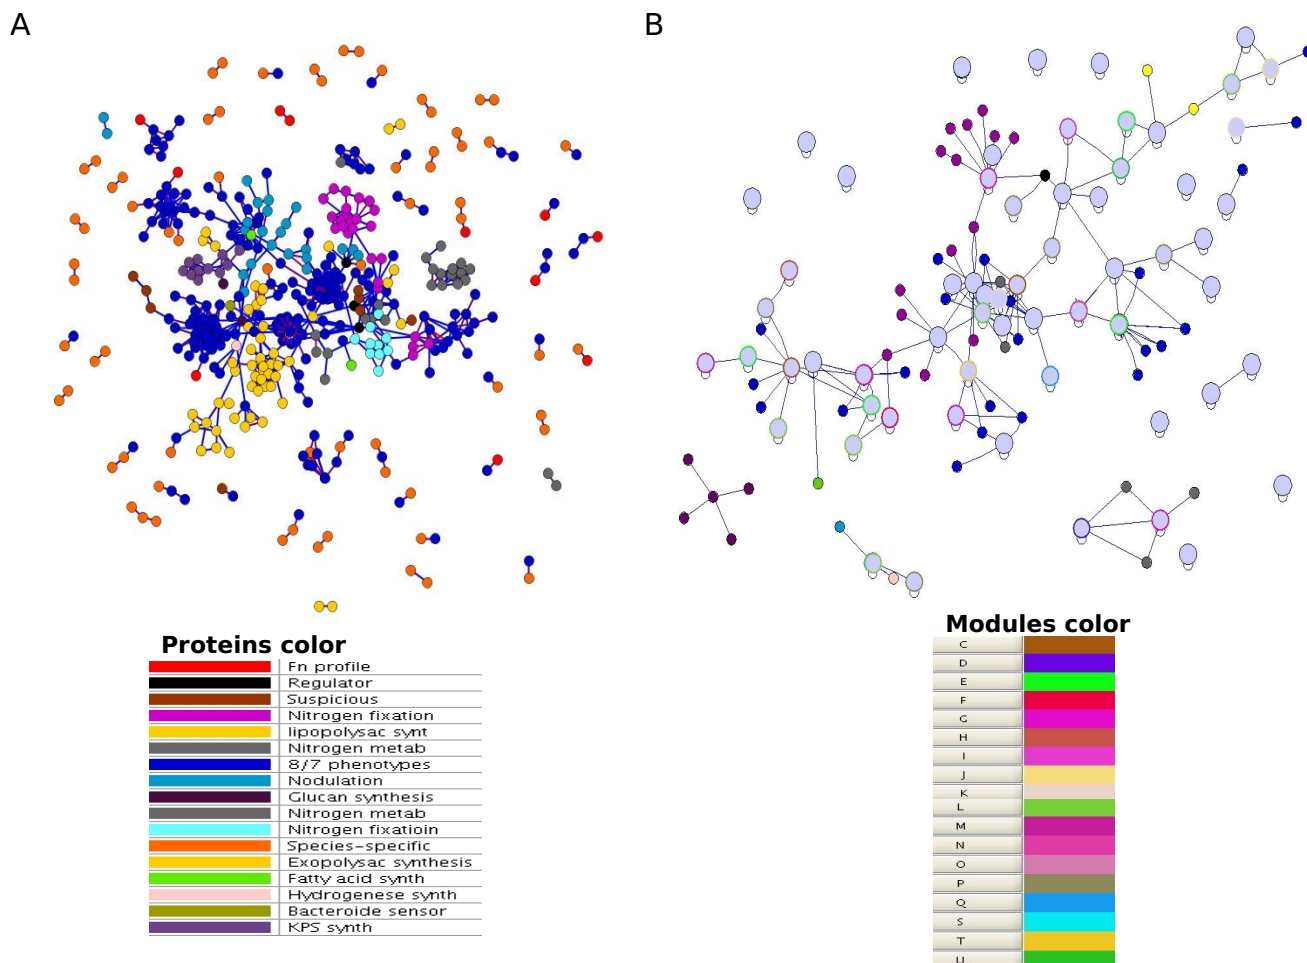 A
B
Proteins color
Fn profile
Regulator
Suspicious
Nitrogen fixation
lipopolysac synt
Nitrogen metab
8/7 phenotypes
Nodulation
Glucan synthesis
Nitrogen metab
Nitrogen fixatioin
Species-specific
Exopolysac synthesis
Fatty acid synth
Hydrogenese synth
Bacteroide sensor
KPS synth
Modules color
C
D
E
F
G
H
I
J
K
L
M
N
O
P
Q
S
T
U